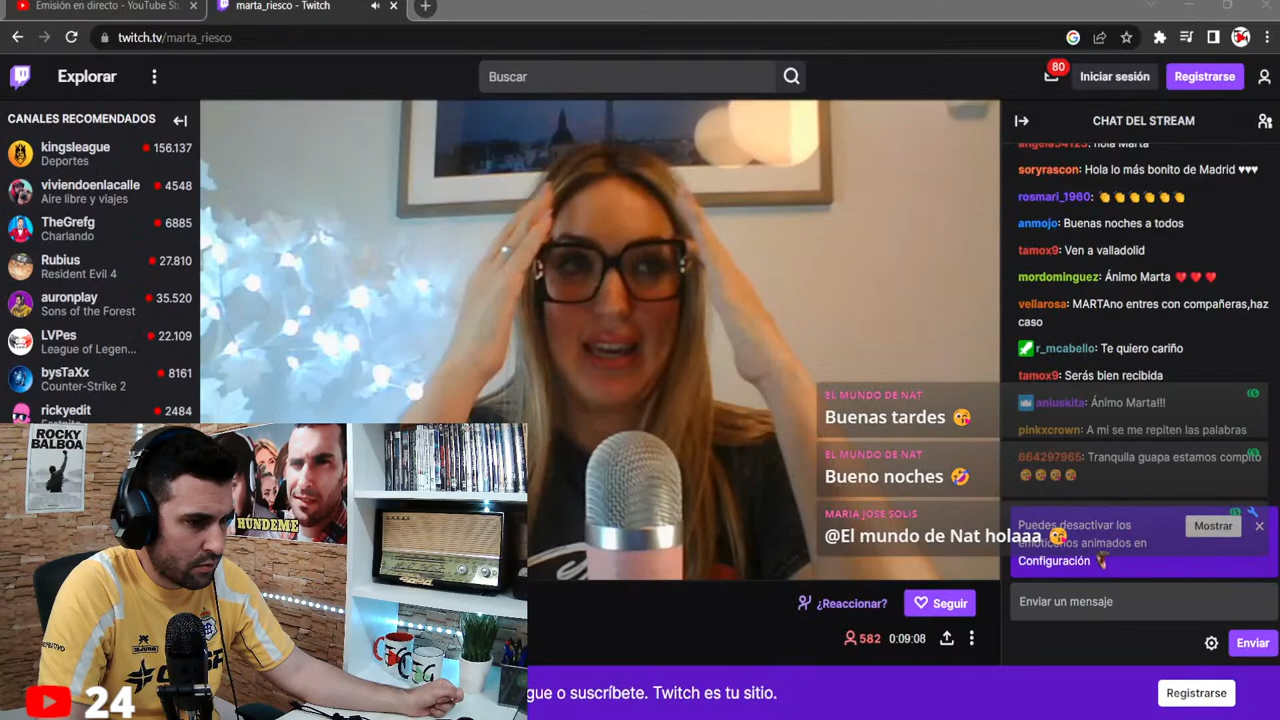 Emisión en directo - YouTube St
marta_riesco - Twitch
twitch.tv/marta_riesco
Explorar
Buscar
80
Iniciar sesión
Registrarse
CANALES RECOMENDADOS
kingsleague
156.137
Deportes
viviendoenlacalle
4548
Aire libre y viajes
TheGrefg
6885
Charlando
Rubius
27.810
Resident Evil 4
auronplay
35.520
Sons of the Forest
LVPes
22.109
League of Legen...
bysTaXx
8161
Counter-Strike 2
rickyedit
2484
CHAT DEL STREAM
angela54123: hola Marta
soryrascon: Hola lo más bonito de Madrid ♥♥♥
rosmari_1960: 👏👏👏👏👏👏
anmojo: Buenas noches a todos
tamox9: Ven a valladolid
mordominguez: Ánimo Marta ❤❤❤
vellarosa: MARTAno entres con compañeras,haz
caso
r_mcabello: Te quiero cariño
tamox9: Serás bien recibida
aniuskita: Ánimo Marta!!!
pinkxcrown: A mi se me repiten las palabras
864297965: Tranquila guapa estamos compito
Puedes desactivar los
emoticonos animados en
Configuración
Mostrar
Enviar un mensaje
Enviar
EL MUNDO DE NAT
Buenas tardes 😘
EL MUNDO DE NAT
Bueno noches 🤣
MARIA JOSE SOLIS
@El mundo de Nat holaaa 😘
¿Reaccionar?
Seguir
582
0:09:08
gue o suscríbete. Twitch es tu sitio.
Registrarse
ROCKY
BALBOA
HÚNDEME
24